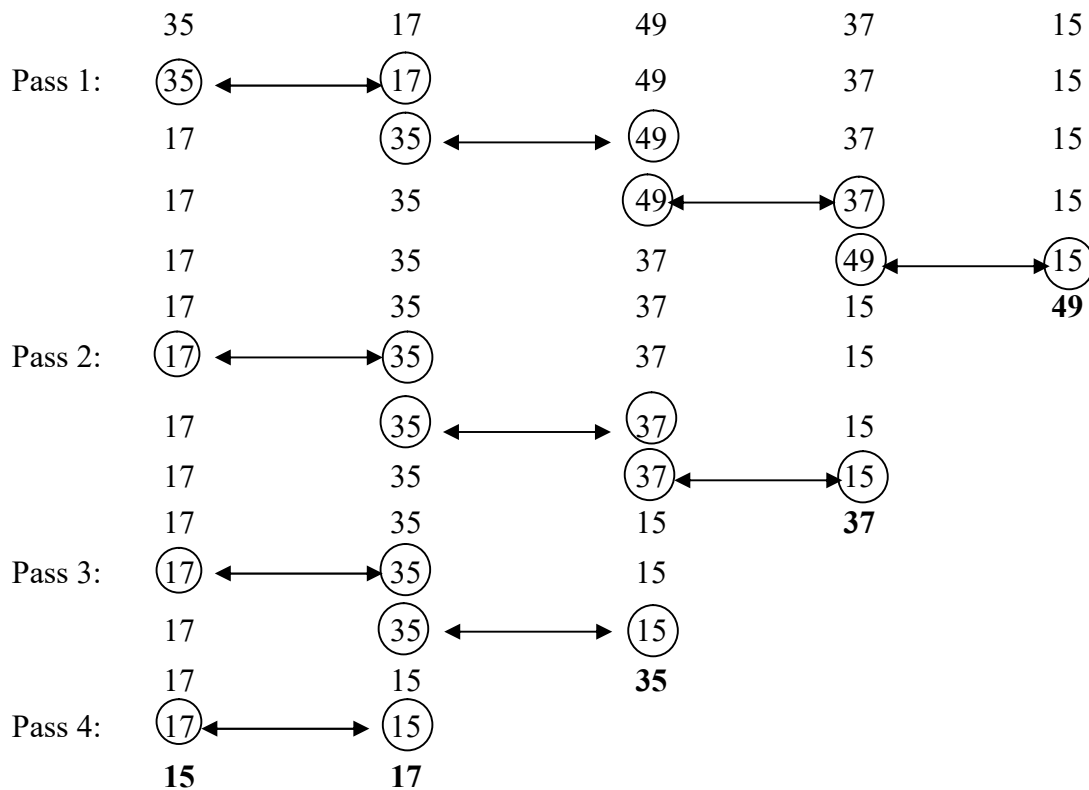 35 17 49 37 15
Pass 1: 35 17 49 37 15
17 35 49 37 15
17 35 49 37 15
17 35 37 49 15
17 35 37 15 49
Pass 2: 17 35 37 15
17 35 37 15
17 35 37 15
17 35 15 37
Pass 3: 17 35 15
17 35 15
17 15 35
Pass 4: 17 15
15 17